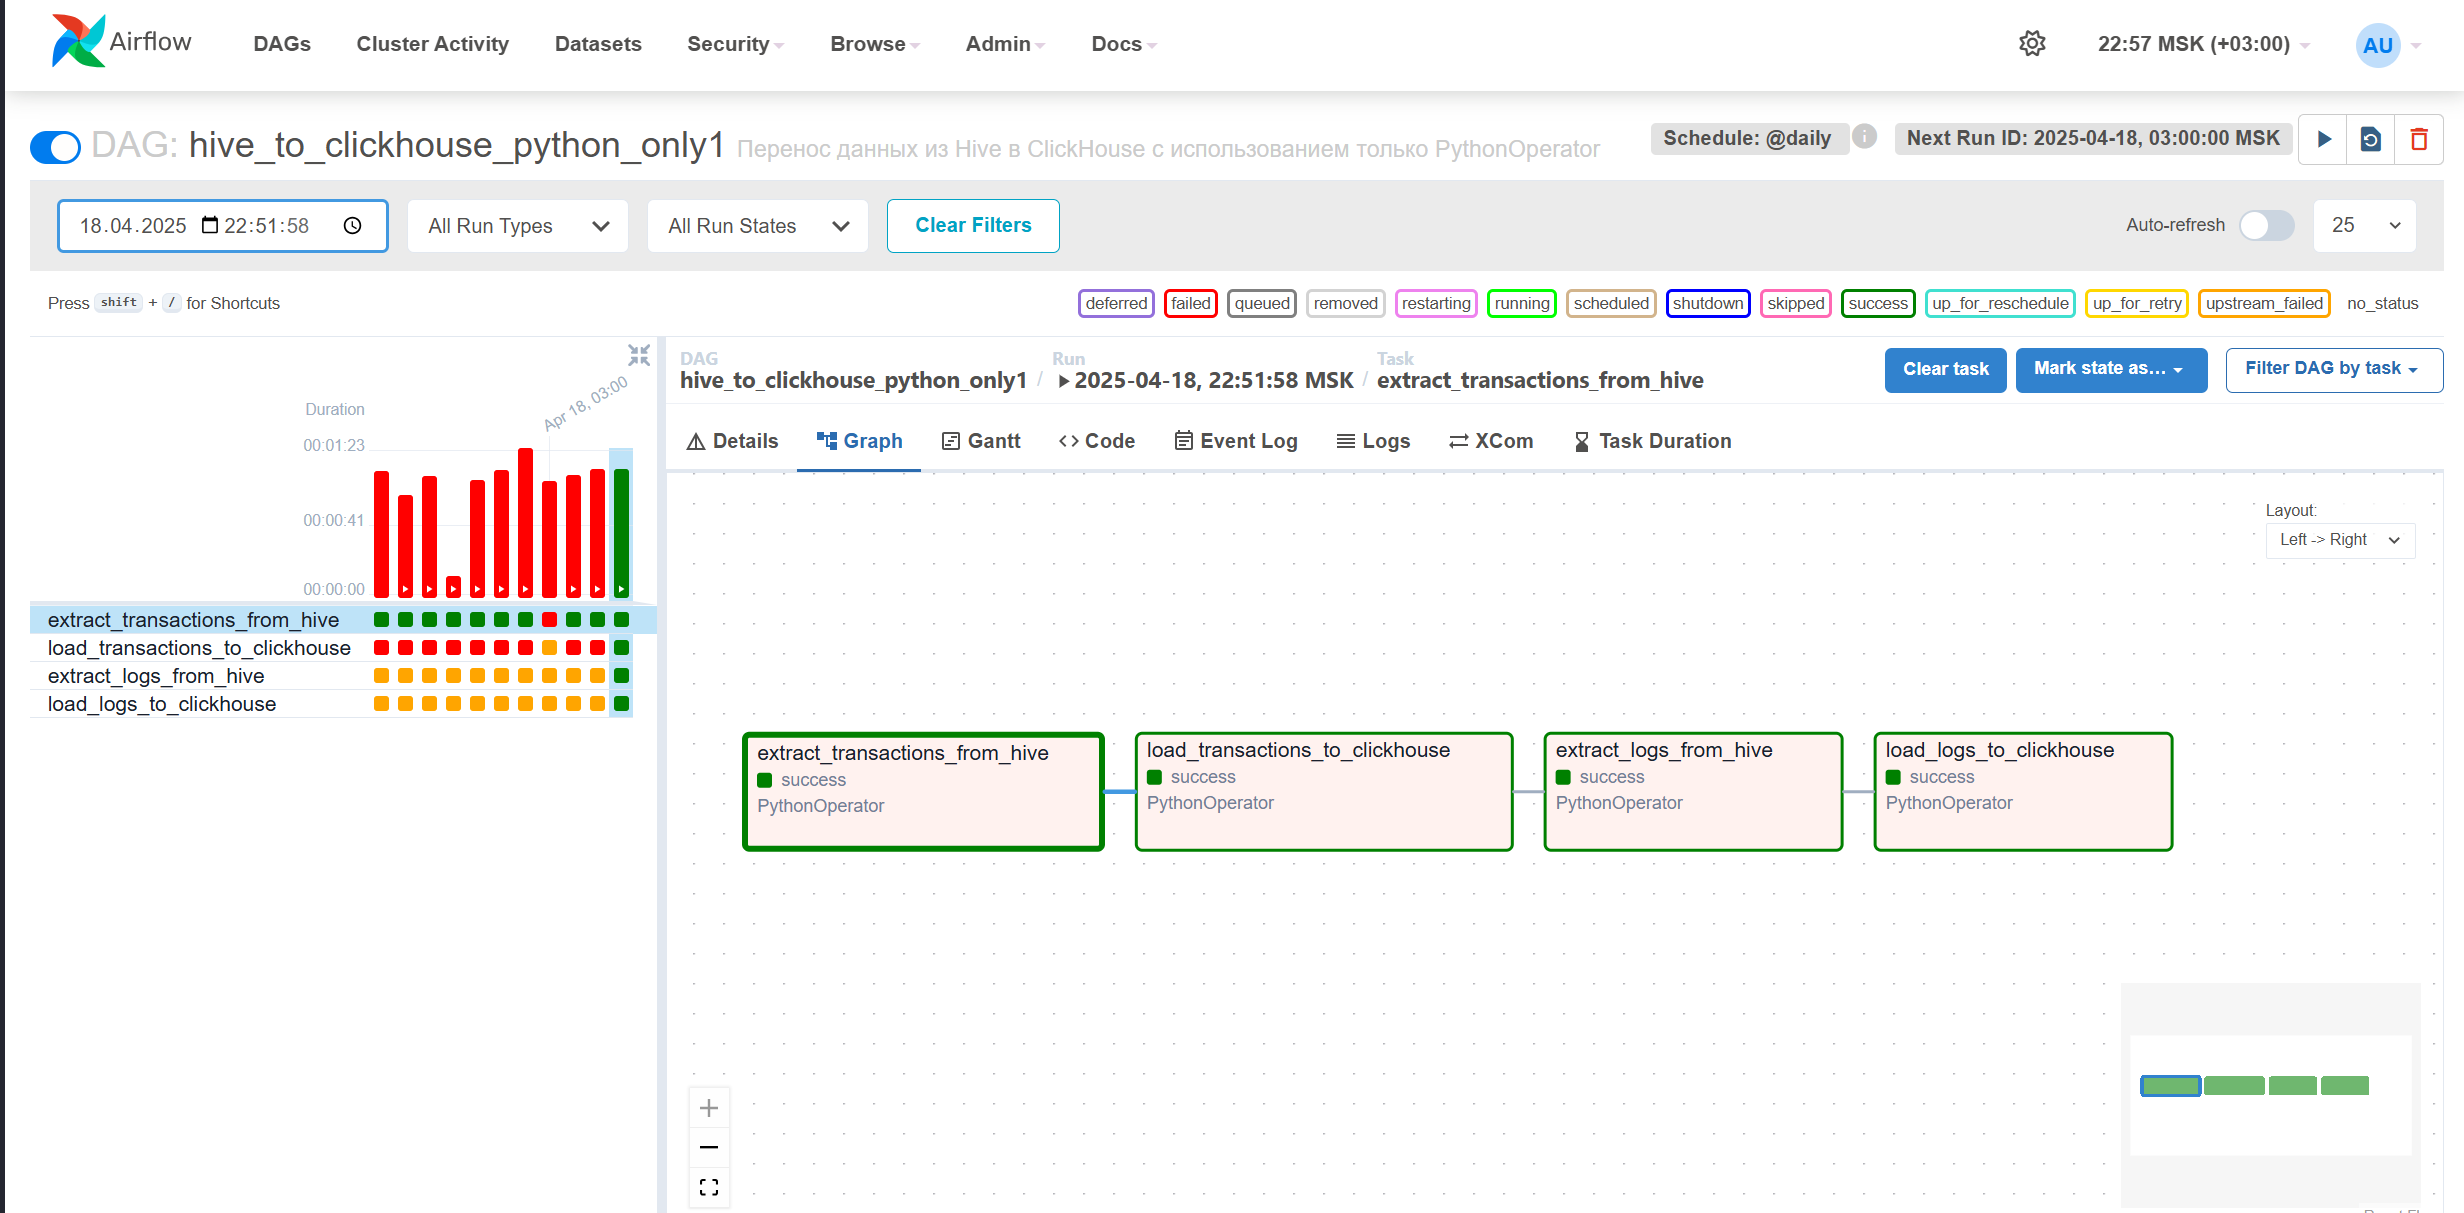 Airflow
DAGs
Cluster Activity
Datasets
Security
Browse
Admin
Docs
22:57 MSK (+03:00)
AU
DAG: hive_to_clickhouse_python_only1
Перенос данных из Hive в ClickHouse с использованием только PythonOperator
Schedule: @daily
i
Next Run ID: 2025-04-18, 03:00:00 MSK
18.04.2025 22:51:58
All Run Types
All Run States
Clear Filters
Auto-refresh
25
Press shift + / for Shortcuts
deferred
failed
queued
removed
restarting
running
scheduled
shutdown
skipped
success
up_for_reschedule
up_for_retry
upstream_failed
no_status
Duration
00:01:23
00:00:41
00:00:00
Apr 18, 03:00
extract_transactions_from_hive
load_transactions_to_clickhouse
extract_logs_from_hive
load_logs_to_clickhouse
DAG
hive_to_clickhouse_python_only1
/
Run
2025-04-18, 22:51:58 MSK
/
Task
extract_transactions_from_hive
Clear task
Mark state as...
Filter DAG by task
Details
Graph
Gantt
Code
Event Log
Logs
XCom
Task Duration
Layout:
Left -> Right
extract_transactions_from_hive
success
PythonOperator
load_transactions_to_clickhouse
success
PythonOperator
extract_logs_from_hive
success
PythonOperator
load_logs_to_clickhouse
success
PythonOperator